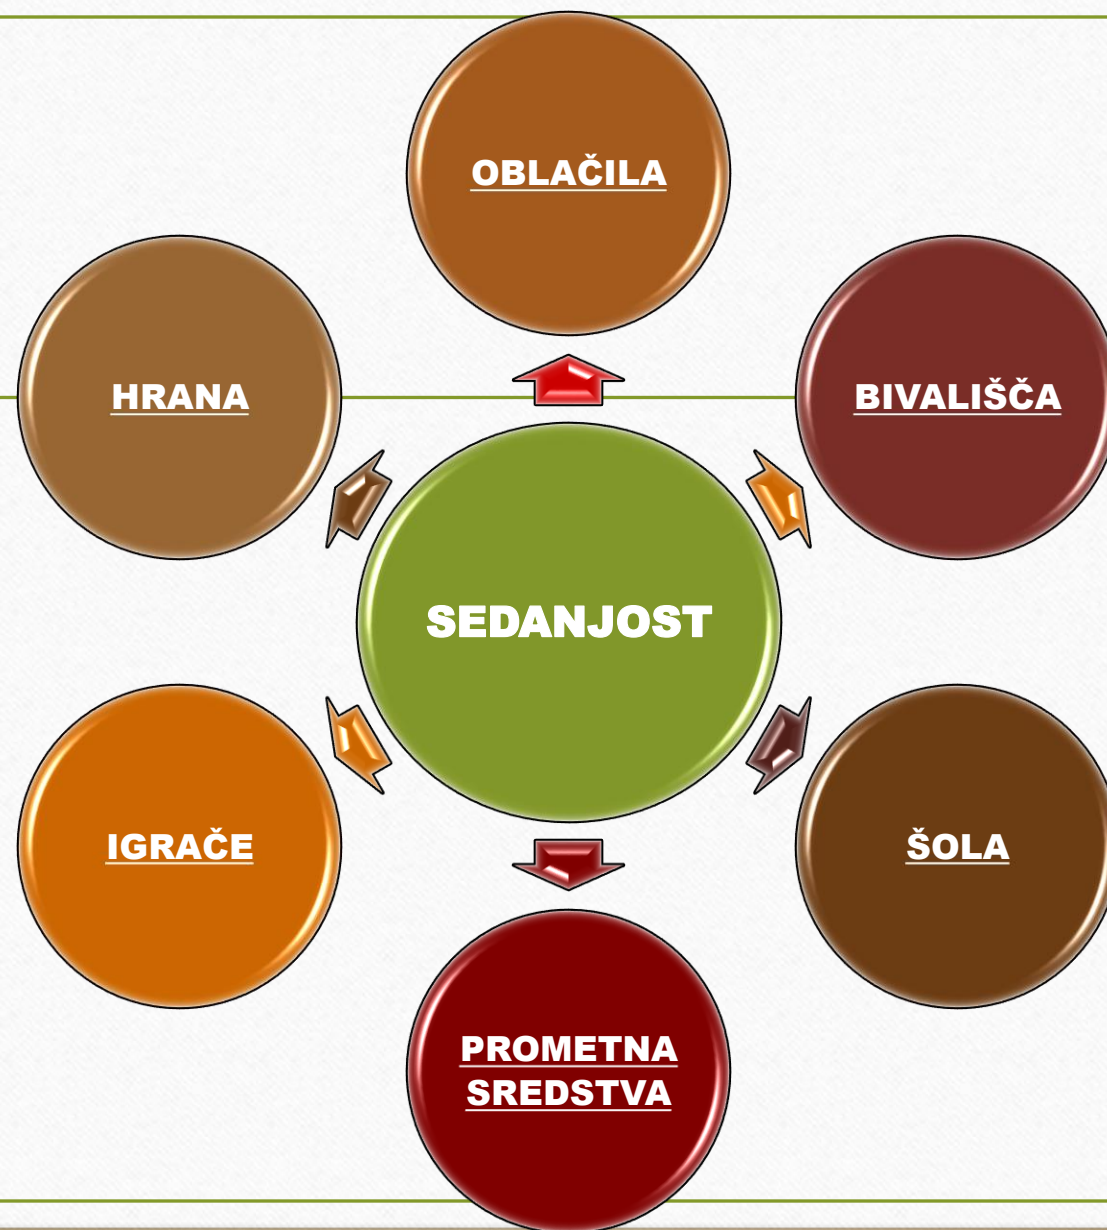 OBLAČILA
HRANA
BIVALIŠČA
SEDANJOST
IGRAČE
ŠOLA
PROMETNA
SREDSTVA